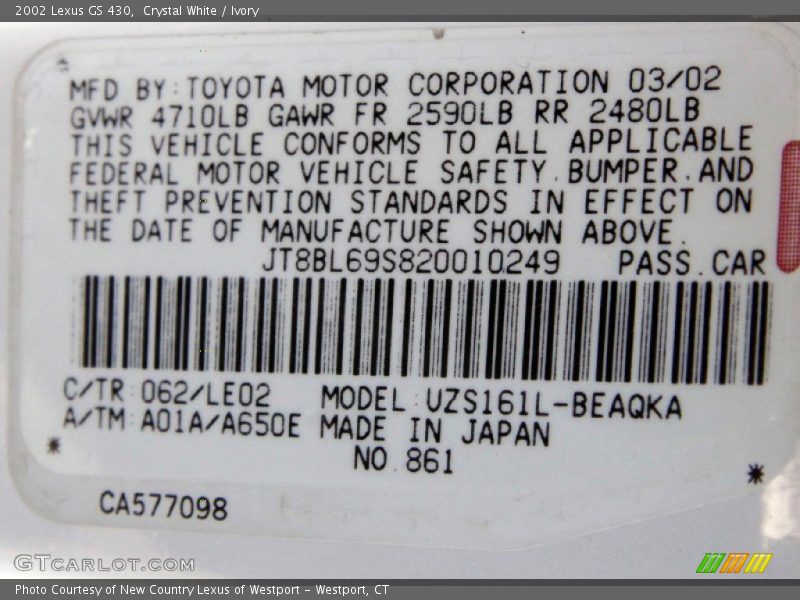 2002 Lexus GS 430,  Crystal White / Ivory
MFD BY:TOYOTA MOTOR CORPORATION 03/02
GVWR 4710LB GAWR FR 2590LB RR 2480LB
THIS VEHICLE CONFORMS TO ALL APPLICABLE
FEDERAL MOTOR VEHICLE SAFETY.BUMPER.AND
THEFT PREVENTION STANDARDS IN EFFECT ON
THE DATE OF MANUFACTURE SHOWN ABOVE.
JT8BL69S820010249 PASS.CAR
C/TR:062/LE02 MODEL:UZS161L-BEAQKA
A/TM:A01A/A650E MADE IN JAPAN
NO.861
CA577098
GTCARLOT.COM
Photo Courtesy of New Country Lexus of Westport - Westport, CT